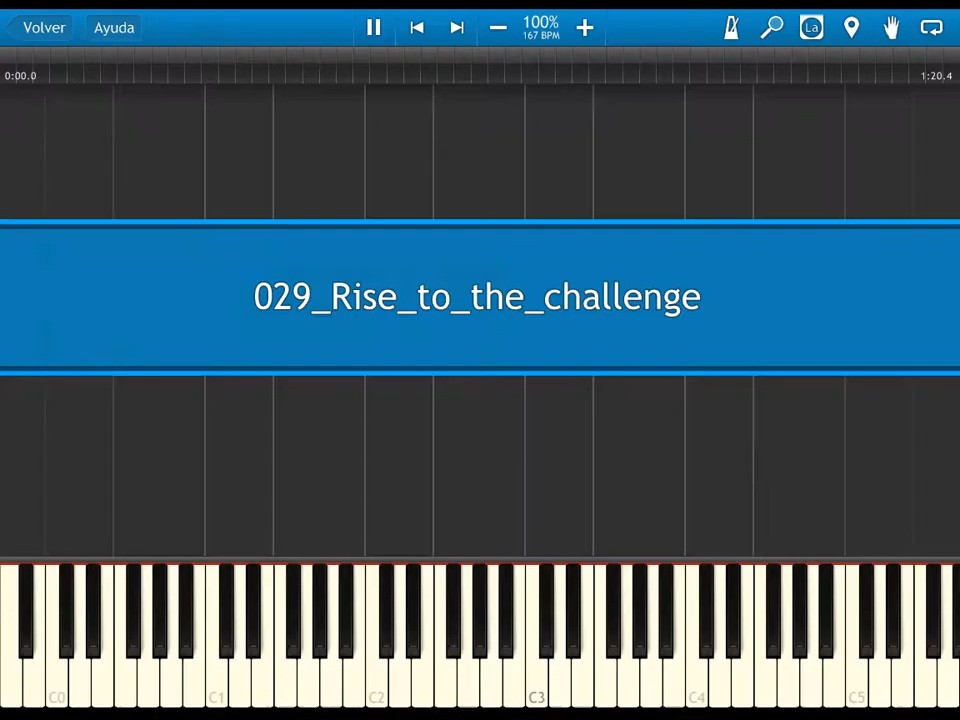 Volver Ayuda 100% La
167 BPM
0:00.0 1:20.4
029_Rise_to_the_challenge
C0 C1 C2 C3 C4 C5